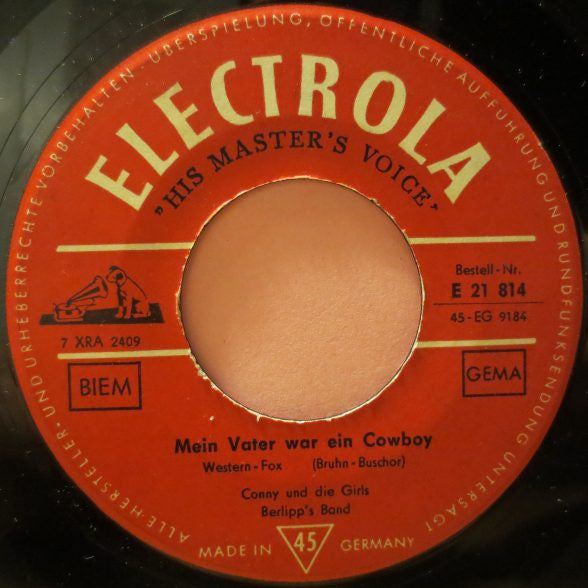 ALLE HERSTELLER- UND URHEBERRECHTE VORBEHALTEN · ÜBERSPIELUNG, ÖFFENTLICHE AUFFÜHRUNG UND RUNDFUNKSENDUNG UNTERSAGT
ELECTROLA
„HIS MASTER'S VOICE“
Bestell-Nr.
E 21 814
45-EG 9184
7 XRA 2409
BIEM
GEMA
Mein Vater war ein Cowboy
Western-Fox (Bruhn-Buschor)
Conny und die Girls
Berlipp's Band
MADE IN 45 GERMANY